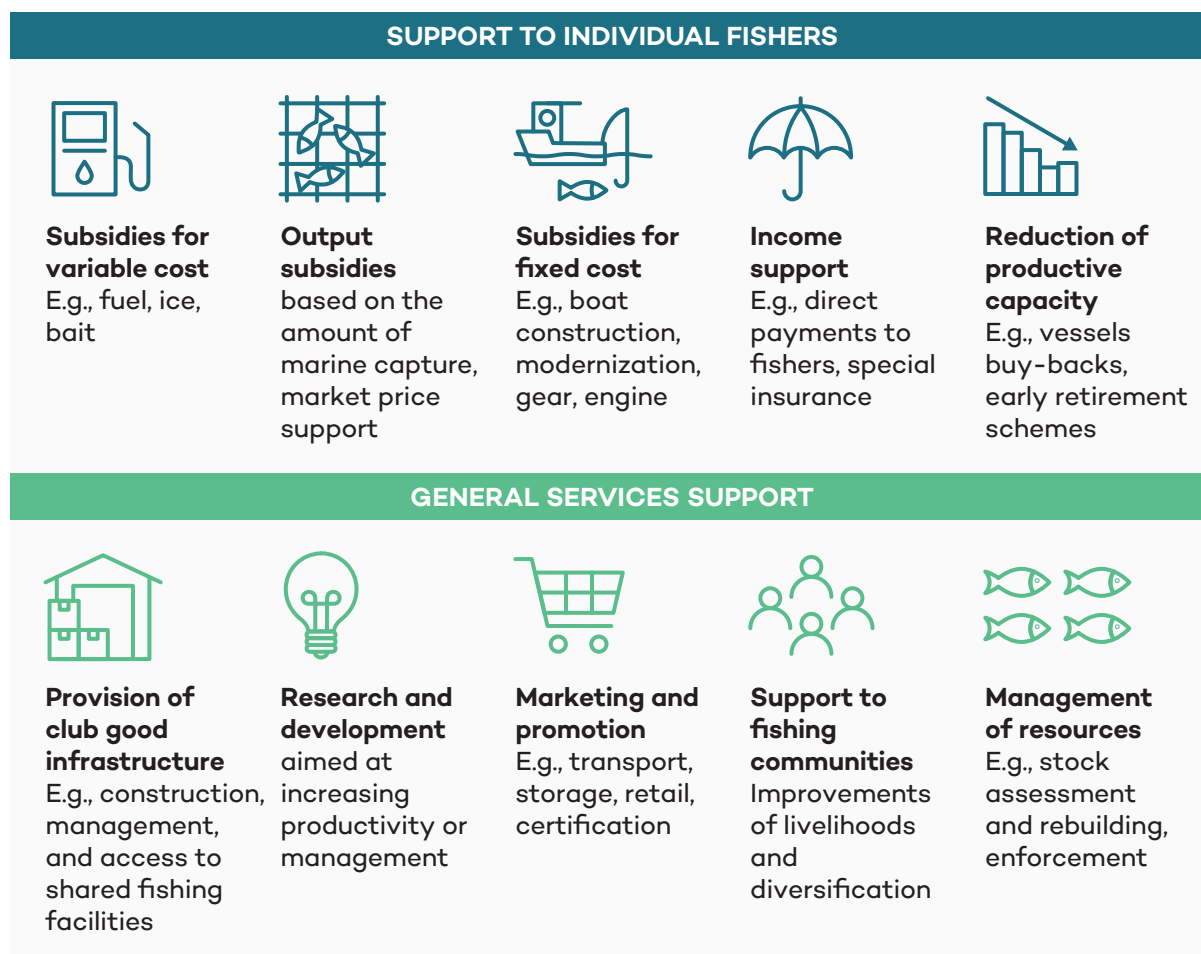 SUPPORT TO INDIVIDUAL FISHERS
Subsidies for
variable cost
E.g., fuel, ice,
bait
Output
subsidies
based on the
amount of
marine capture,
market price
support
Subsidies for
fixed cost
E.g., boat
construction,
modernization,
gear, engine
Income
support
E.g., direct
payments to
fishers, special
insurance
Reduction of
productive
capacity
E.g., vessels
buy-backs,
early retirement
schemes
GENERAL SERVICES SUPPORT
Provision of
club good
infrastructure
E.g., construction,
management,
and access to
shared fishing
facilities
Research and
development
aimed at
increasing
productivity or
management
Marketing and
promotion
E.g., transport,
storage, retail,
certification
Support to
fishing
communities
Improvements
of livelihoods
and
diversification
Management
of resources
E.g., stock
assessment
and rebuilding,
enforcement